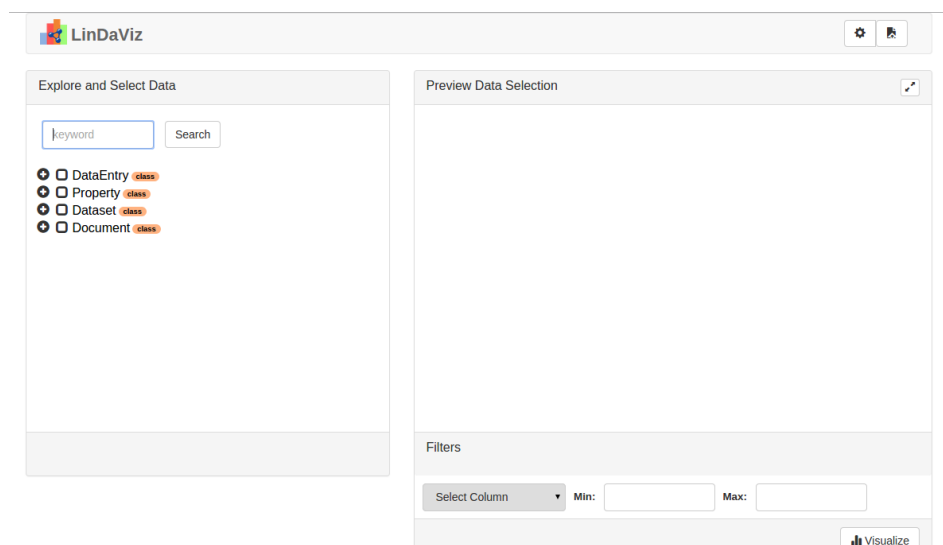 LinDaViz
Explore and Select Data
keyword
Search
DataEntry class
Property class
Dataset class
Document class
Preview Data Selection
Filters
Select Column
Min:
Max:
Visualize